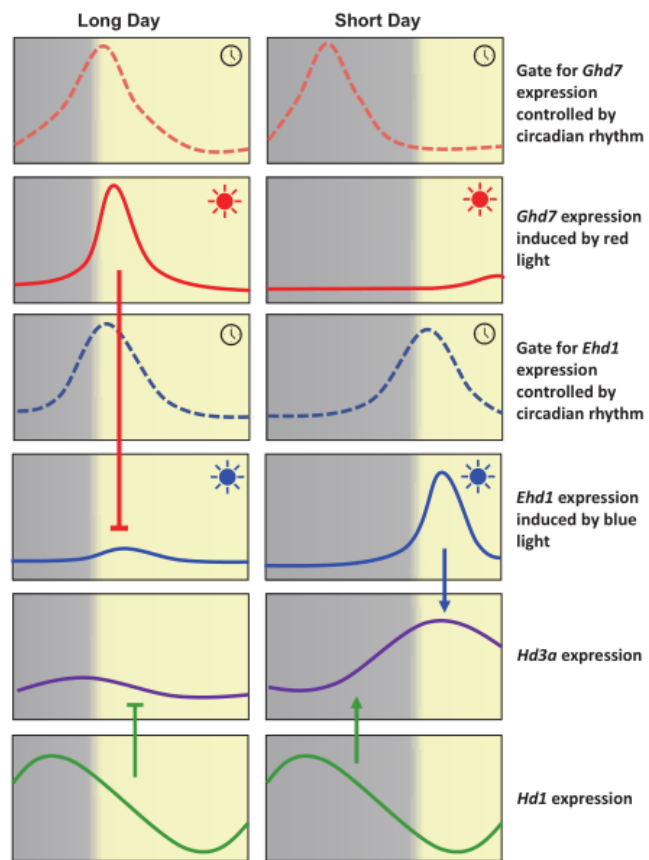 Long Day
Short Day
Gate for Ghd7
expression
controlled by
circadian rhythm
Ghd7 expression
induced by red
light
Gate for Ehd1
expression
controlled by
circadian rhythm
Ehd1 expression
induced by blue
light
Hd3a expression
Hd1 expression